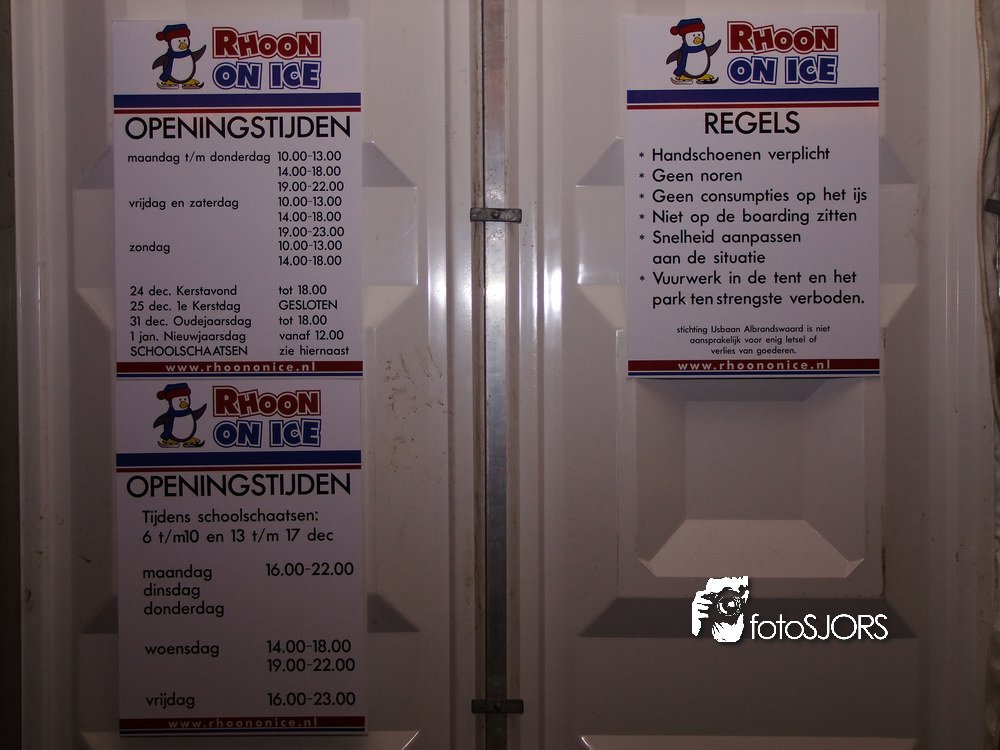 RHOON
ON ICE
OPENINGSTIJDEN
maandag t/m donderdag 10.00-13.00
14.00-18.00
19.00-22.00
vrijdag en zaterdag 10.00-13.00
14.00-18.00
19.00-23.00
zondag 10.00-13.00
14.00-18.00
24 dec. Kerstavond tot 18.00
25 dec. 1e Kerstdag GESLOTEN
31 dec. Oudejaarsdag tot 18.00
1 jan. Nieuwjaarsdag vanaf 12.00
SCHOOLSCHAATSEN zie hiernaast
www.rhoononice.nl
RHOON
ON ICE
OPENINGSTIJDEN
Tijdens schoolschaatsen:
6 t/m10 en 13 t/m 17 dec
maandag 16.00-22.00
dinsdag
donderdag
woensdag 14.00-18.00
19.00-22.00
vrijdag 16.00-23.00
www.rhoononice.nl
RHOON
ON ICE
REGELS
* Handschoenen verplicht
* Geen noren
* Geen consumpties op het ijs
* Niet op de boarding zitten
* Snelheid aanpassen
aan de situatie
* Vuurwerk in de tent en het
park ten strengste verboden.
stichting IJsbaan Albrandswaard is niet
aansprakelijk voor enig letsel of
verlies van goederen.
www.rhoononice.nl
fotoSJORS